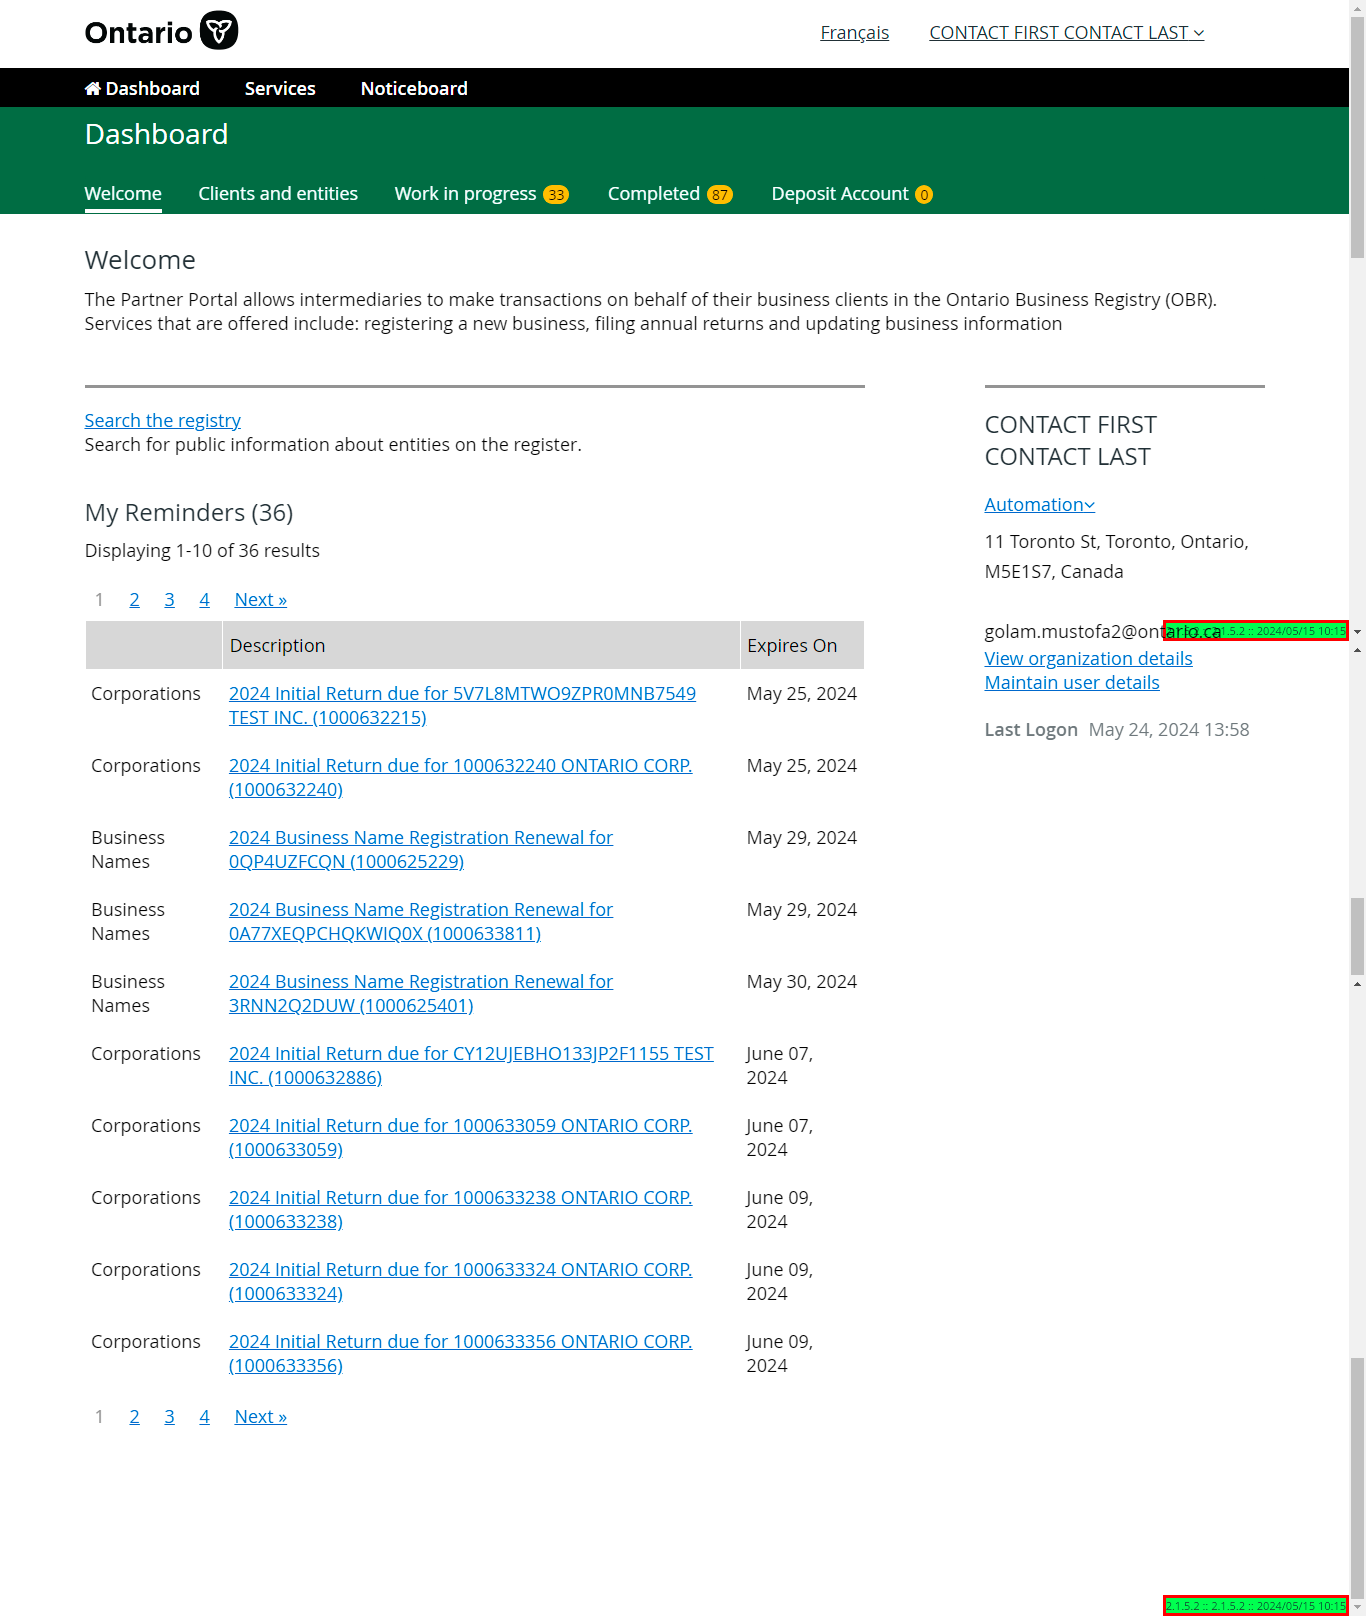 Ontario
Français CONTACT FIRST CONTACT LAST
Dashboard Services Noticeboard
Dashboard
Welcome Clients and entities Work in progress 33 Completed 87 Deposit Account 0
Welcome
The Partner Portal allows intermediaries to make transactions on behalf of their business clients in the Ontario Business Registry (OBR).
Services that are offered include: registering a new business, filing annual returns and updating business information
Search the registry
Search for public information about entities on the register.
My Reminders (36)
Displaying 1-10 of 36 results
1 2 3 4 Next »
Description Expires On
Corporations 2024 Initial Return due for 5V7L8MTWO9ZPR0MNB7549 May 25, 2024
TEST INC. (1000632215)
Corporations 2024 Initial Return due for 1000632240 ONTARIO CORP. May 25, 2024
(1000632240)
Business 2024 Business Name Registration Renewal for May 29, 2024
Names 0QP4UZFCQN (1000625229)
Business 2024 Business Name Registration Renewal for May 29, 2024
Names 0A77XEQPCHQKWIQ0X (1000633811)
Business 2024 Business Name Registration Renewal for May 30, 2024
Names 3RNN2Q2DUW (1000625401)
Corporations 2024 Initial Return due for CY12UJEBHO133JP2F1155 TEST June 07,
INC. (1000632886) 2024
Corporations 2024 Initial Return due for 1000633059 ONTARIO CORP. June 07,
(1000633059) 2024
Corporations 2024 Initial Return due for 1000633238 ONTARIO CORP. June 09,
(1000633238) 2024
Corporations 2024 Initial Return due for 1000633324 ONTARIO CORP. June 09,
(1000633324) 2024
Corporations 2024 Initial Return due for 1000633356 ONTARIO CORP. June 09,
(1000633356) 2024
1 2 3 4 Next »
CONTACT FIRST
CONTACT LAST
Automation
11 Toronto St, Toronto, Ontario,
M5E1S7, Canada
golam.mustofa2@ontario.ca
2.1.5.2 :: 2.1.5.2 :: 2024/05/15 10:15
View organization details
Maintain user details
Last Logon May 24, 2024 13:58
2.1.5.2 :: 2.1.5.2 :: 2024/05/15 10:15